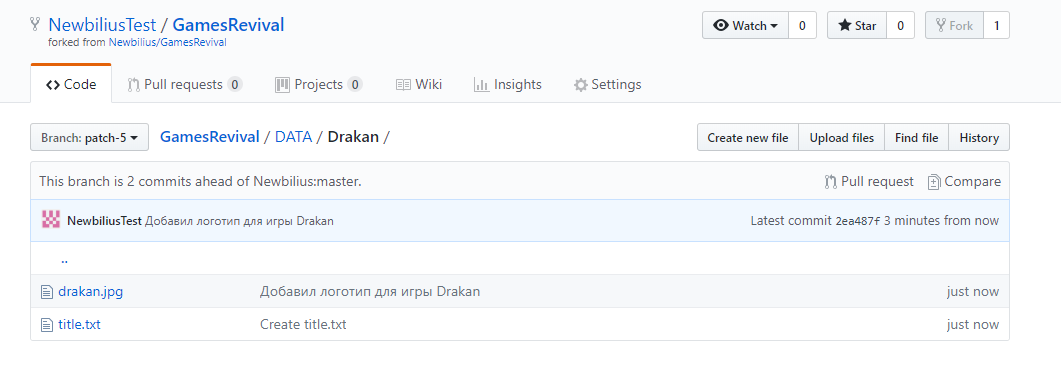 NewbiliusTest / GamesRevival
forked from Newbilius/GamesRevival
Watch 0 Star 0 Fork 1
Code Pull requests 0 Projects 0 Wiki Insights Settings
Branch: patch-5 GamesRevival / DATA / Drakan / Create new file Upload files Find file History
This branch is 2 commits ahead of Newbilius:master. Pull request Compare
NewbiliusTest Добавил логотип для игры Drakan Latest commit 2ea487f 3 minutes from now
..
drakan.jpg Добавил логотип для игры Drakan just now
title.txt Create title.txt just now